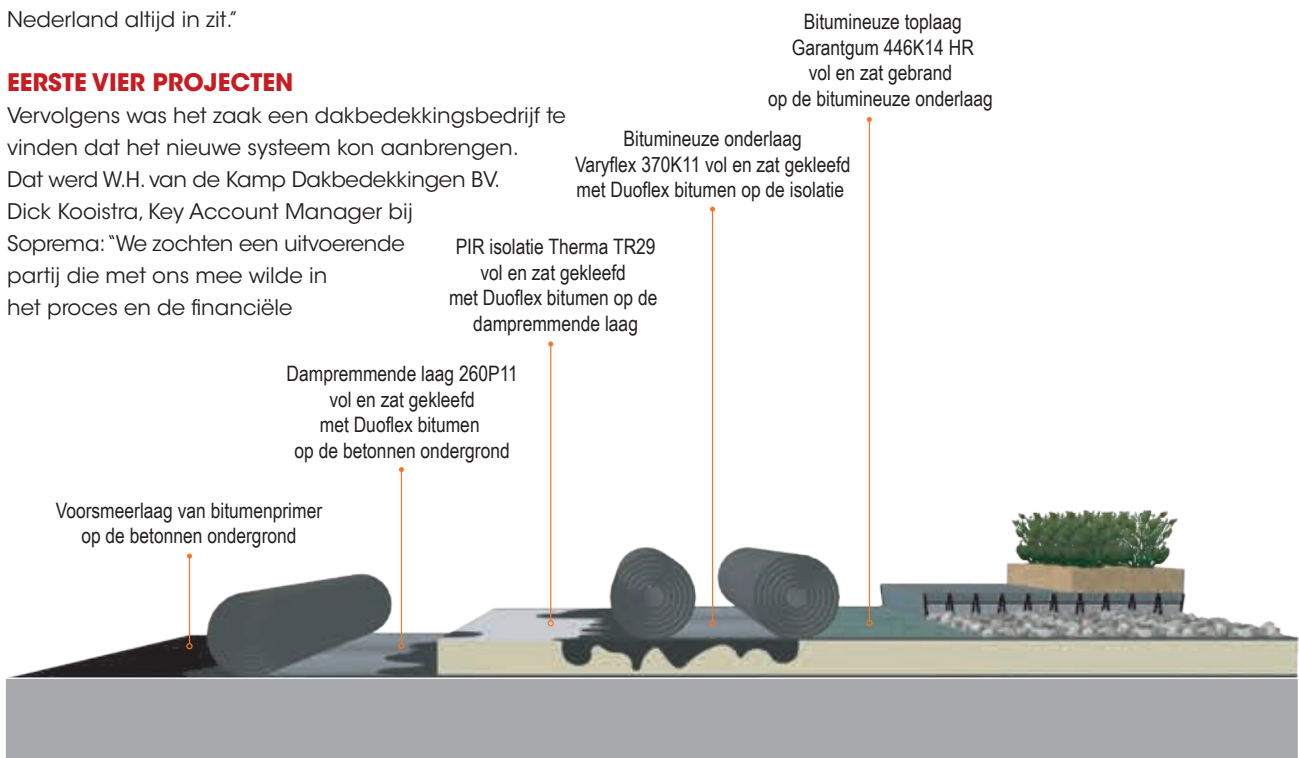 Nederland altijd in zit.”
EERSTE VIER PROJECTEN
Vervolgens was het zaak een dakbedekkingsbedrijf te
vinden dat het nieuwe systeem kon aanbrengen.
Dat werd W.H. van de Kamp Dakbedekkingen BV.
Dick Kooistra, Key Account Manager bij
Soprema: “We zochten een uitvoerende
partij die met ons mee wilde in
het proces en de financiële
Voorsmeerlaag van bitumenprimer
op de betonnen ondergrond
Dampremmende laag 260P11
vol en zat gekleefd
met Duoflex bitumen
op de betonnen ondergrond
PIR isolatie Therma TR29
vol en zat gekleefd
met Duoflex bitumen op de
dampremmende laag
Bitumineuze onderlaag
Varyflex 370K11 vol en zat gekleefd
met Duoflex bitumen op de isolatie
Bitumineuze toplaag
Garantgum 446K14 HR
vol en zat gebrand
op de bitumineuze onderlaag